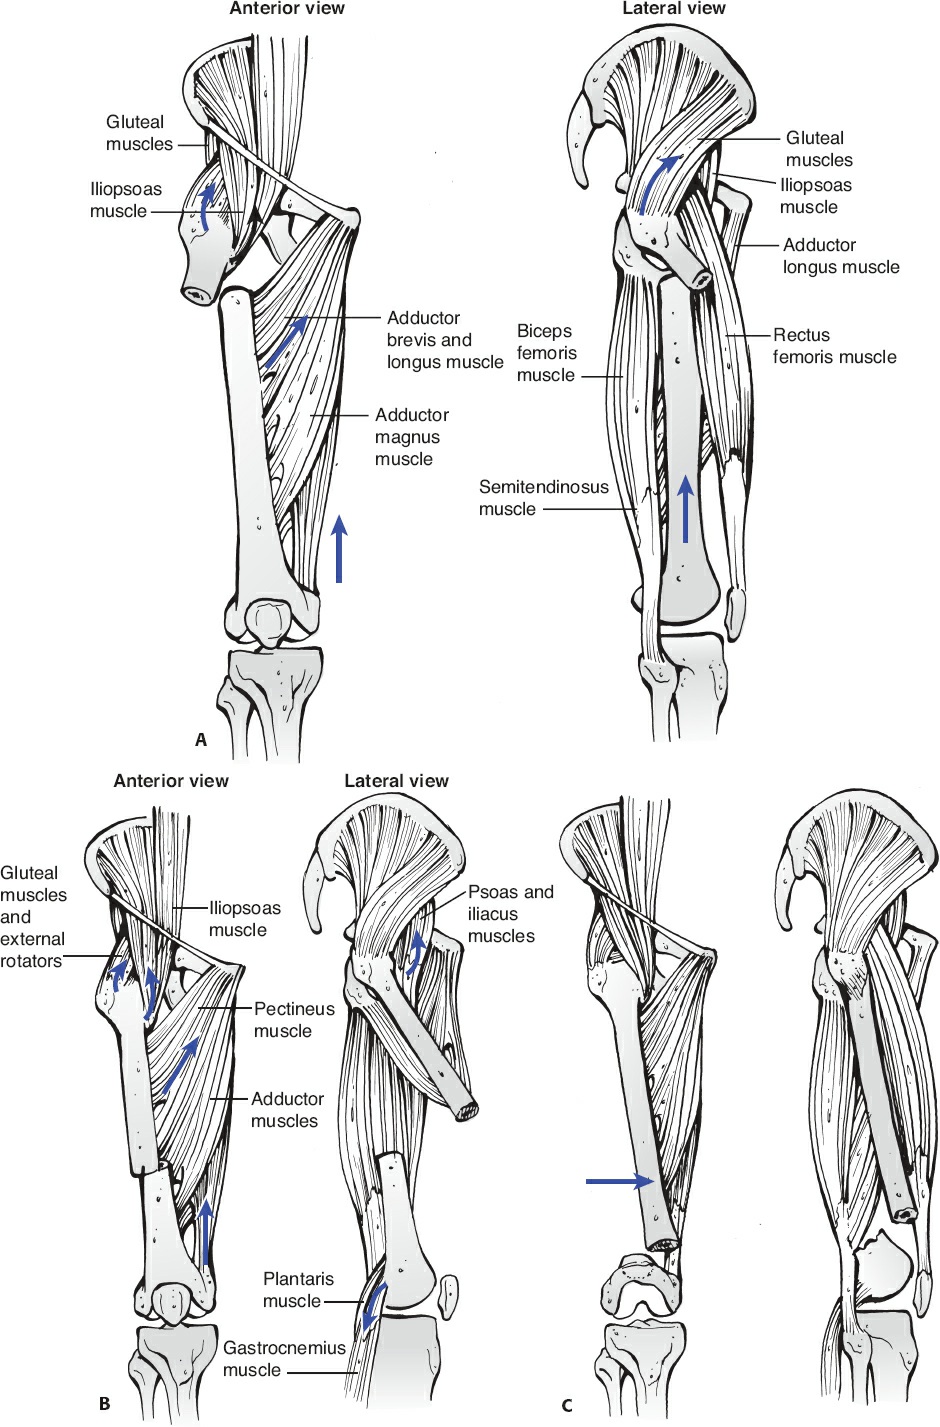 Anterior view
Lateral view
Gluteal
muscles
Iliopsoas
muscle
Adductor
brevis and
longus muscle
Adductor
magnus
muscle
Gluteal
muscles
Iliopsoas
muscle
Adductor
longus muscle
Biceps
femoris
muscle
Rectus
femoris muscle
Semitendinosus
muscle
A
Anterior view
Lateral view
Gluteal
muscles
and
external
rotators
Iliopsoas
muscle
Pectineus
muscle
Adductor
muscles
Psoas and
iliacus
muscles
Plantaris
muscle
Gastrocnemius
muscle
B
C